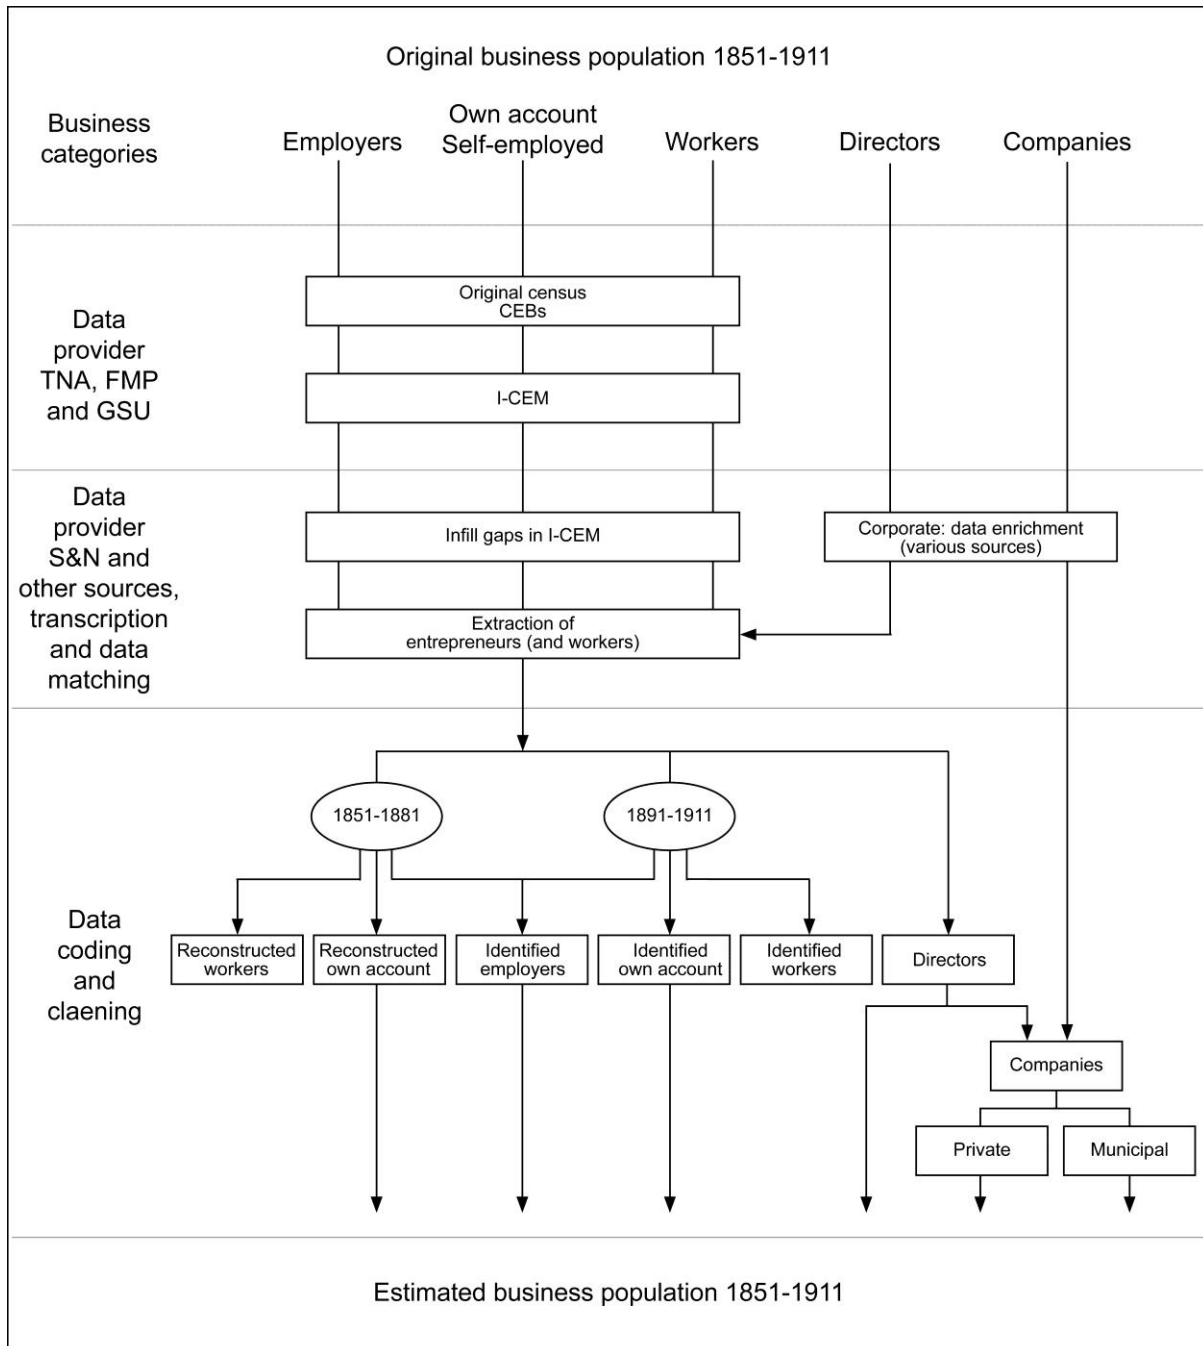 Original business population 1851-1911
Business
categories
Employers
Own account
Self-employed
Workers
Directors
Companies
Data
provider
TNA, FMP
and GSU
Original census
CEBs
I-CEM
Data
provider
S&N and
other sources,
transcription
and data
matching
Infill gaps in I-CEM
Corporate: data enrichment
(various sources)
Extraction of
entrepreneurs (and workers)
1851-1881
1891-1911
Data
coding
and
claening
Reconstructed
workers
Reconstructed
own account
Identified
employers
Identified
own account
Identified
workers
Directors
Companies
Private
Municipal
Estimated business population 1851-1911